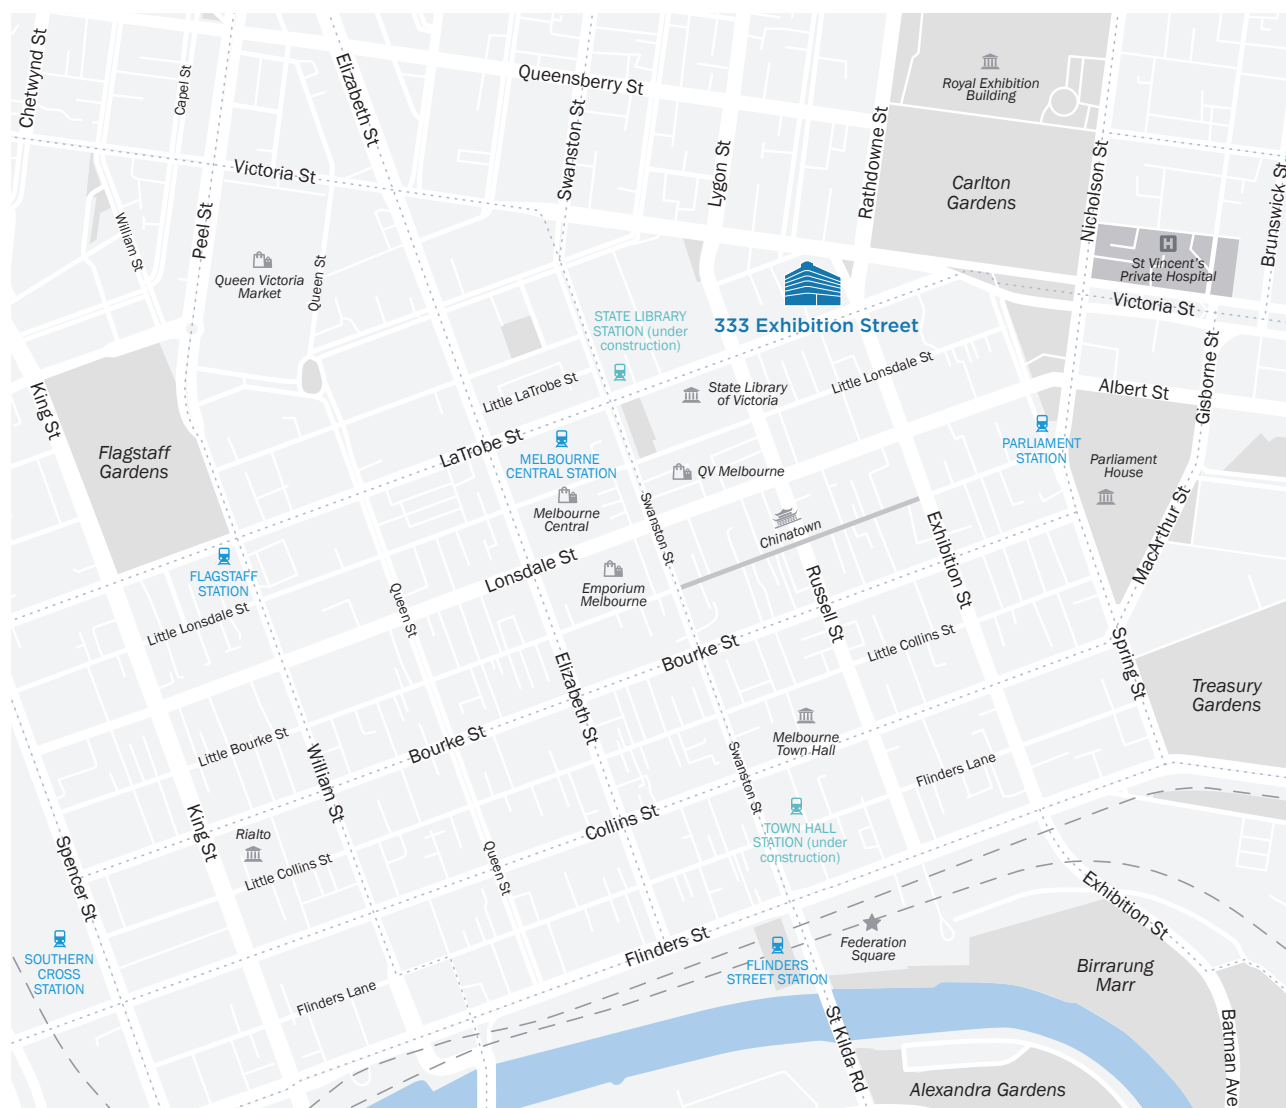 Chetwynd St
Capel St
Elizabeth St
Queensberry St
Swanston St
Lygon St
Rathdowne St
Royal Exhibition
Building
Nicholson St
Brunswick St
Victoria St
Carlton
Gardens
William St
Peel St
Queen Victoria
Market
Queen St
H
St Vincent's
Private Hospital
Victoria St
STATE LIBRARY
STATION (under
construction)
333 Exhibition Street
Little LaTrobe St
State Library
of Victoria
Little Lonsdale St
Albert St
Gisborne St
King St
Flagstaff
Gardens
LaTrobe St
MELBOURNE
CENTRAL STATION
QV Melbourne
PARLIAMENT
STATION
Parliament
House
Melbourne
Central
Swanston St
Chinatown
Exhibition St
MacArthur St
FLAGSTAFF
STATION
Little Lonsdale St
Queen St
Lonsdale St
Emporium
Melbourne
Russell St
Little Collins St
Spring St
Bourke St
Elizabeth St
Treasury
Gardens
Little Bourke St
Bourke St
William St
Melbourne
Town Hall
Swanston St
Flinders Lane
King St
Rialto
Little Collins St
Collins St
TOWN HALL
STATION (under
construction)
Queen St
Spencer St
Exhibition St
SOUTHERN
CROSS
STATION
Flinders St
FLINDERS
STREET STATION
Federation
Square
Birrarung
Marr
Flinders Lane
St Kilda Rd
Batman Ave
Alexandra Gardens